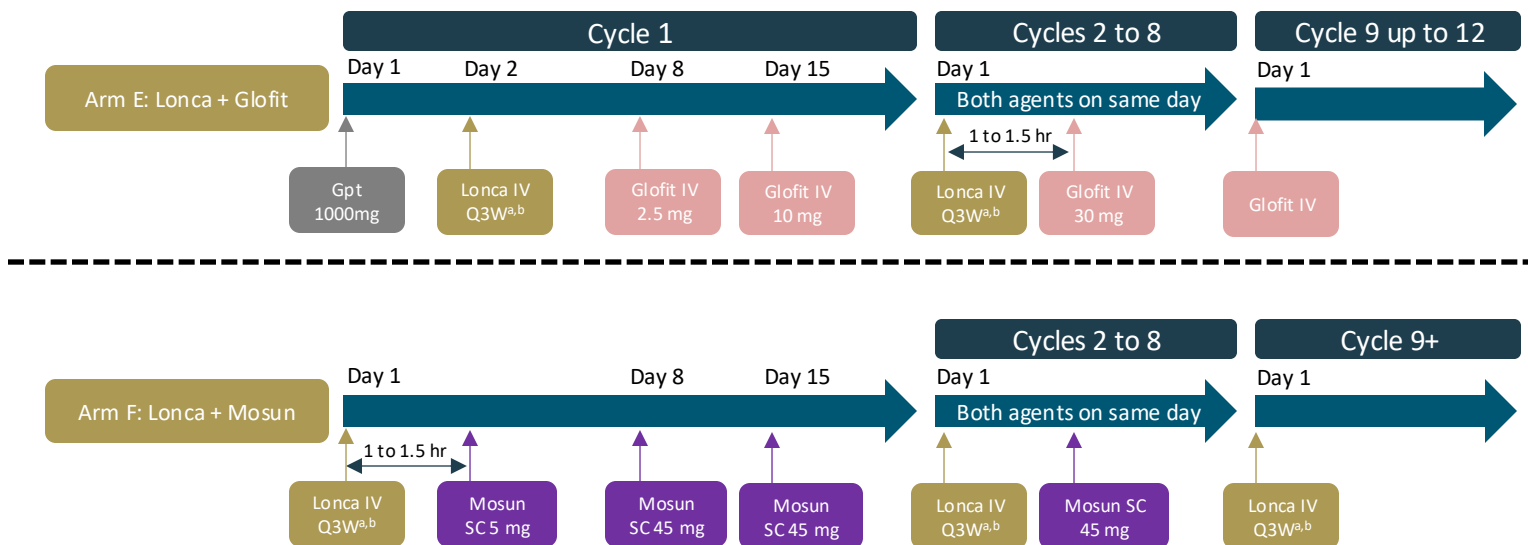 Cycle 1
Cycles 2 to 8
Cycle 9 up to 12
Arm E: Lonca + Glofit
Day 1
Day 2
Day 8
Day 15
Day 1
Day 1
Both agents on same day
1 to 1.5 hr
Gpt
1000mg
Lonca IV
Q3Wᵃ,ᵇ
Glofit IV
2.5 mg
Glofit IV
10 mg
Lonca IV
Q3Wᵃ,ᵇ
Glofit IV
30 mg
Glofit IV
Cycles 2 to 8
Cycle 9+
Arm F: Lonca + Mosun
Day 1
Day 8
Day 15
Day 1
Day 1
Both agents on same day
1 to 1.5 hr
Lonca IV
Q3Wᵃ,ᵇ
Mosun
SC 5 mg
Mosun
SC 45 mg
Mosun
SC 45 mg
Lonca IV
Q3Wᵃ,ᵇ
Mosun SC
45 mg
Lonca IV
Q3Wᵃ,ᵇ